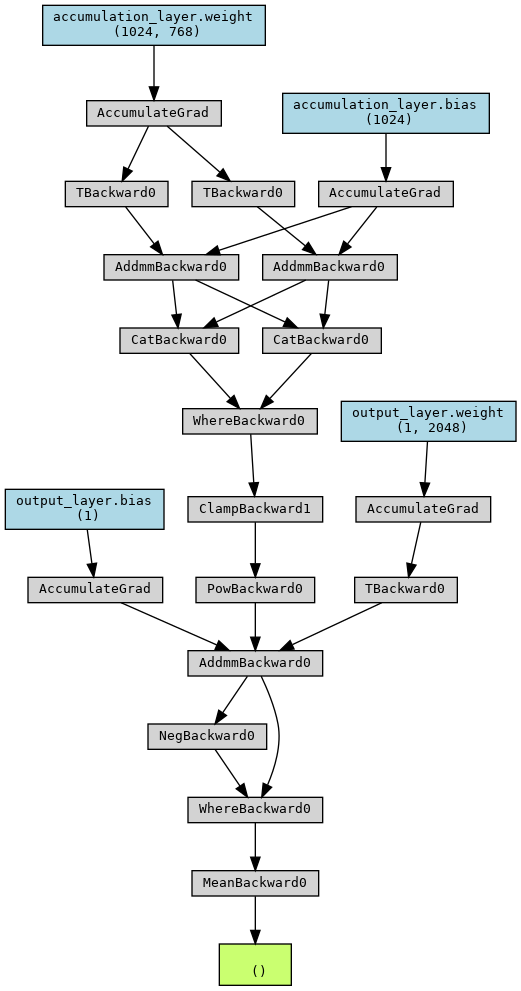 accumulation_layer.weight
(1024, 768)
AccumulateGrad
accumulation_layer.bias
(1024)
TBackward0
TBackward0
AccumulateGrad
AddmmBackward0
AddmmBackward0
CatBackward0
CatBackward0
WhereBackward0
output_layer.weight
(1, 2048)
output_layer.bias
(1)
ClampBackward1
AccumulateGrad
AccumulateGrad
PowBackward0
TBackward0
AddmmBackward0
NegBackward0
WhereBackward0
MeanBackward0
()